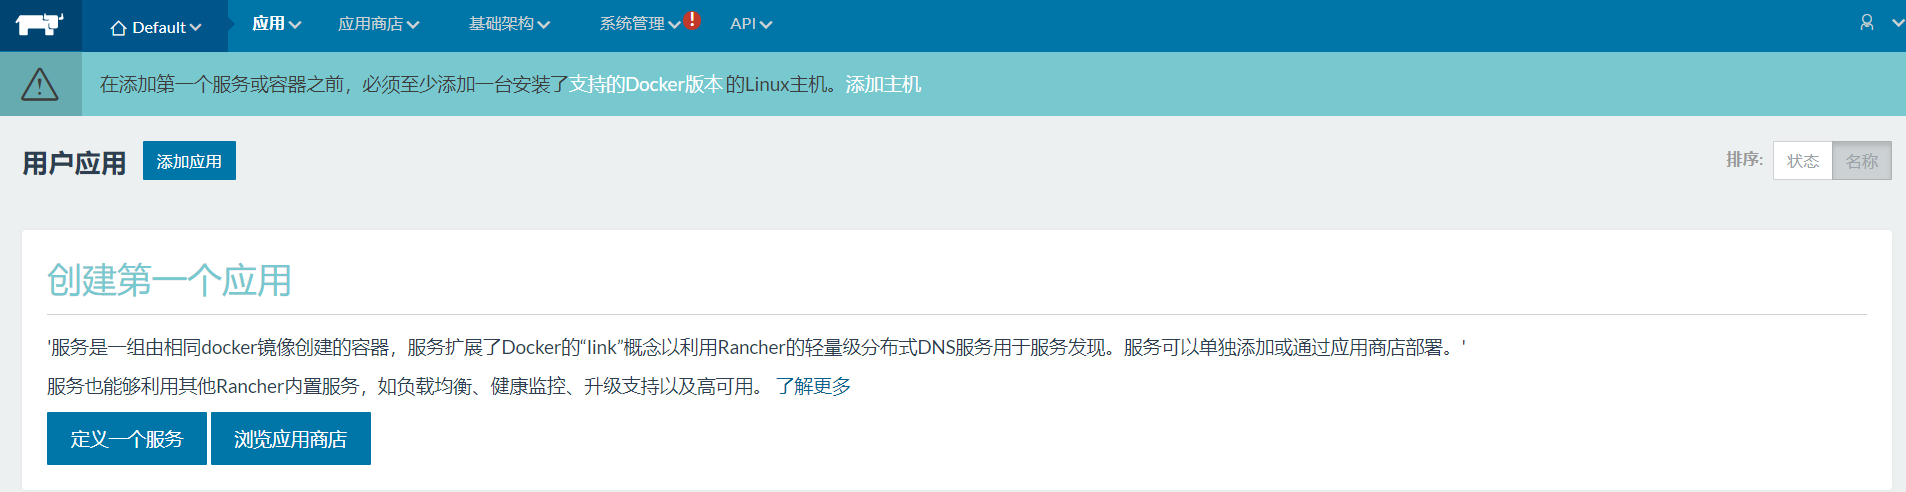 Default 应用 应用商店 基础架构 系统管理 ! API
在添加第一个服务或容器之前，必须至少添加一台安装了支持的Docker版本 的Linux主机。添加主机
用户应用 添加应用 排序: 状态 名称
创建第一个应用
'服务是一组由相同docker镜像创建的容器，服务扩展了Docker的“link”概念以利用Rancher的轻量级分布式DNS服务用于服务发现。服务可以单独添加或通过应用商店部署。'
服务也能够利用其他Rancher内置服务，如负载均衡、健康监控、升级支持以及高可用。 了解更多
定义一个服务 浏览应用商店